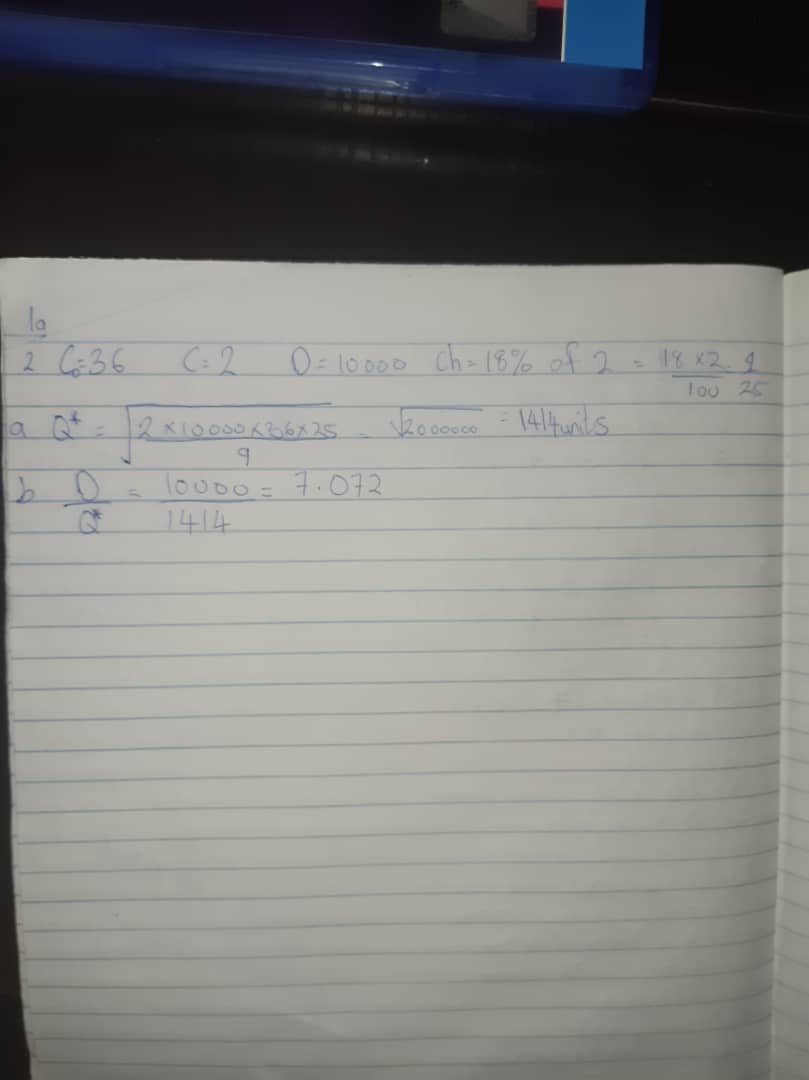 1a
2 Co=36 C=2 D=10000 Ch=18% of 2 = 18×2/100 9/25
a Q* = √(2×10000×36×25/9) = √2000000 = 1414units
b D/Q* = 10000/1414 = 7.072